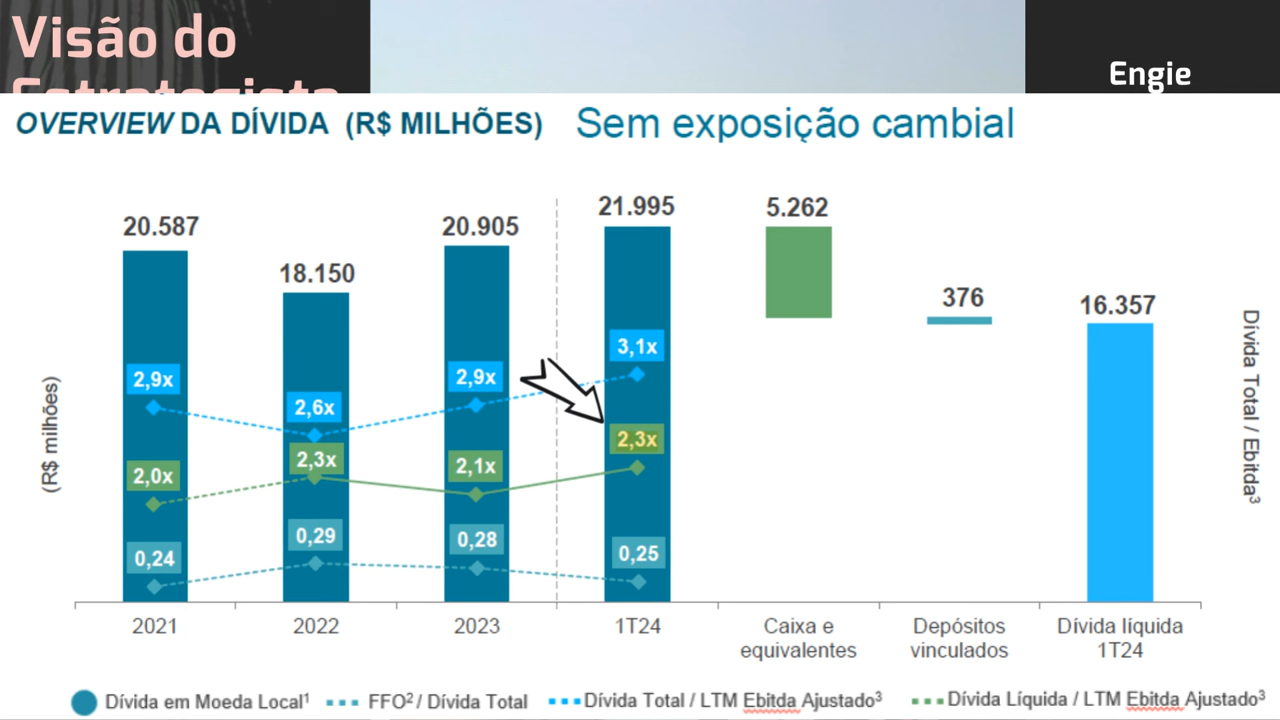 Visão do
Estrategista
Engie
OVERVIEW DA DÍVIDA (R$ MILHÕES)
Sem exposição cambial
20.587
18.150
20.905
21.995
5.262
376
16.357
2,9x
2,6x
2,9x
3,1x
2,0x
2,3x
2,1x
2,3x
0,24
0,29
0,28
0,25
(R$ milhões)
Dívida Total / Ebitda³
2021
2022
2023
1T24
Caixa e
equivalentes
Depósitos
vinculados
Dívida líquida
1T24
Dívida em Moeda Local¹
FFO² / Dívida Total
Dívida Total / LTM Ebitda Ajustado³
Dívida Líquida / LTM Ebitda Ajustado³